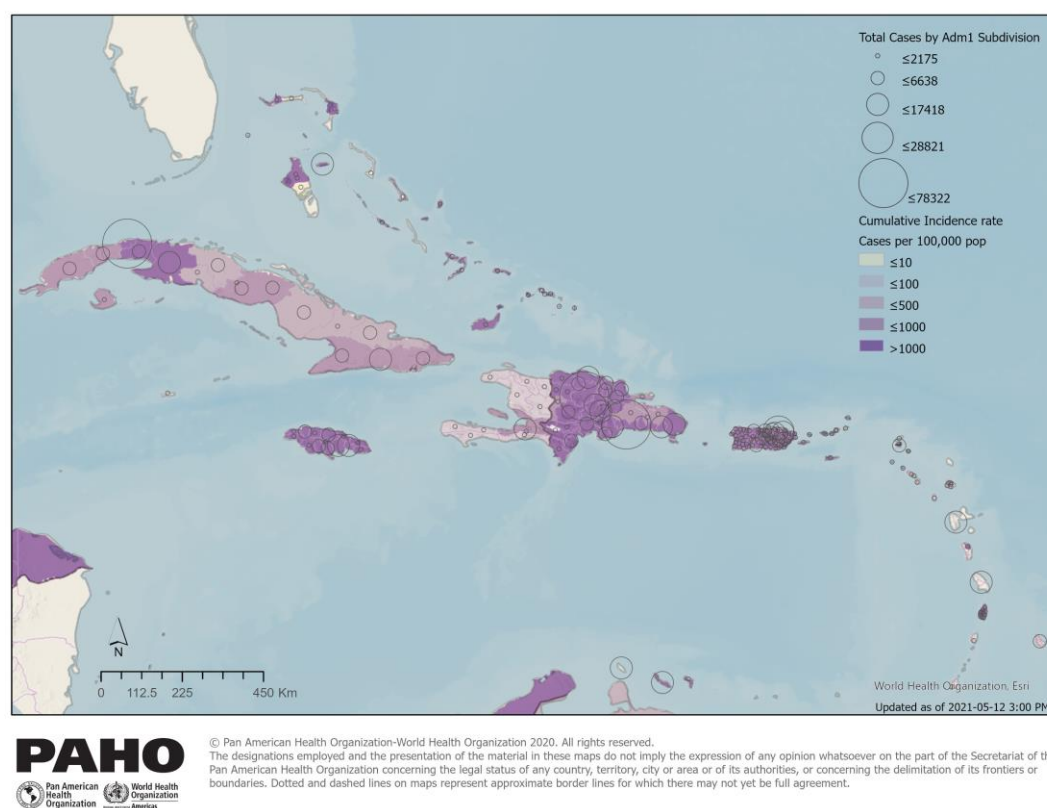 Total Cases by Adm1 Subdivision
≤2175
≤6638
≤17418
≤28821
≤78322
Cumulative Incidence rate
Cases per 100,000 pop
≤10
≤100
≤500
≤1000
>1000
N
0 112.5 225 450 Km
World Health Organization, Esri
Updated as of 2021-05-12 3:00 PM
PAHO
Pan American
Health
Organization
World Health
Organization
Americas
© Pan American Health Organization-World Health Organization 2020. All rights reserved.
The designations employed and the presentation of the material in these maps do not imply the expression of any opinion whatsoever on the part of the Secretariat of th
Pan American Health Organization concerning the legal status of any country, territory, city or area or of its authorities, or concerning the delimitation of its frontiers or
boundaries. Dotted and dashed lines on maps represent approximate border lines for which there may not yet be full agreement.